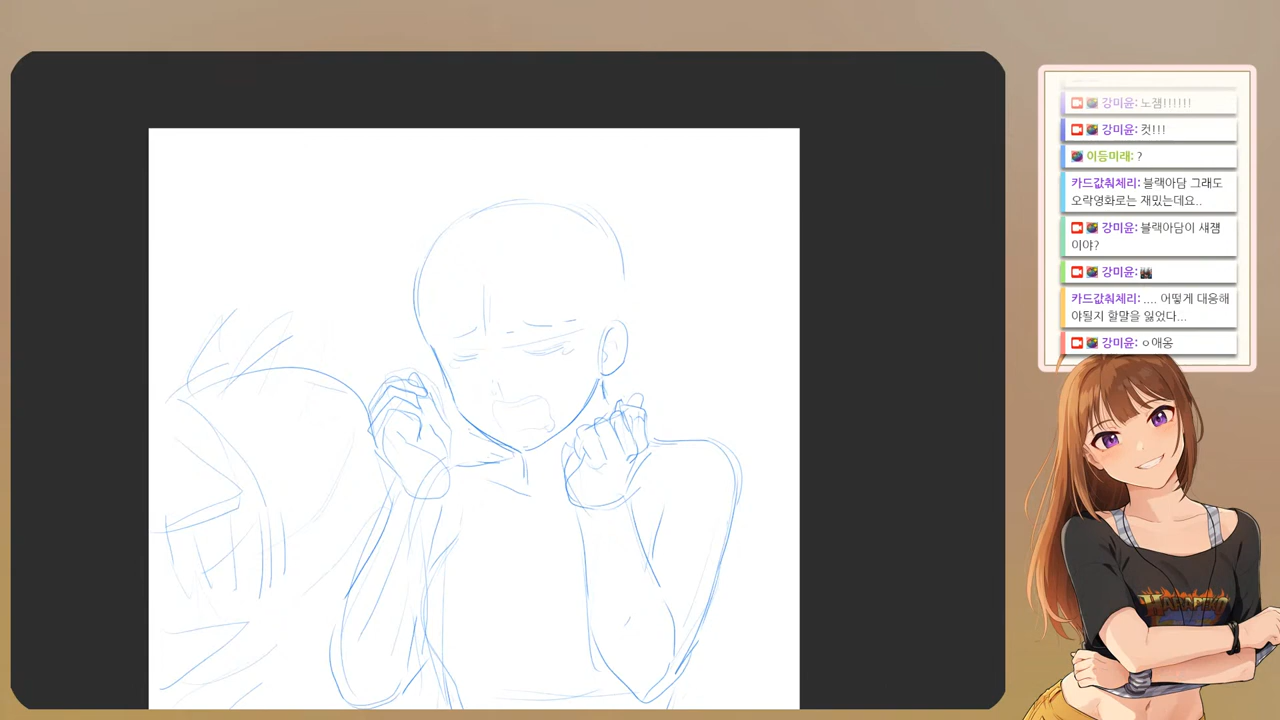 강미윤: 노잼!!!!!!
강미윤: 컷!!!
이등미래: ?
카드값춰체리: 블랙아담 그래도
오락영화로는 재밌는데요..
강미윤: 블랙아담이 새잼
이야?
강미윤:
카드값춰체리: .... 어떻게 대응해
야될지 할말을 잃었다...
강미윤: ㅇ애옹
HARAPEKO